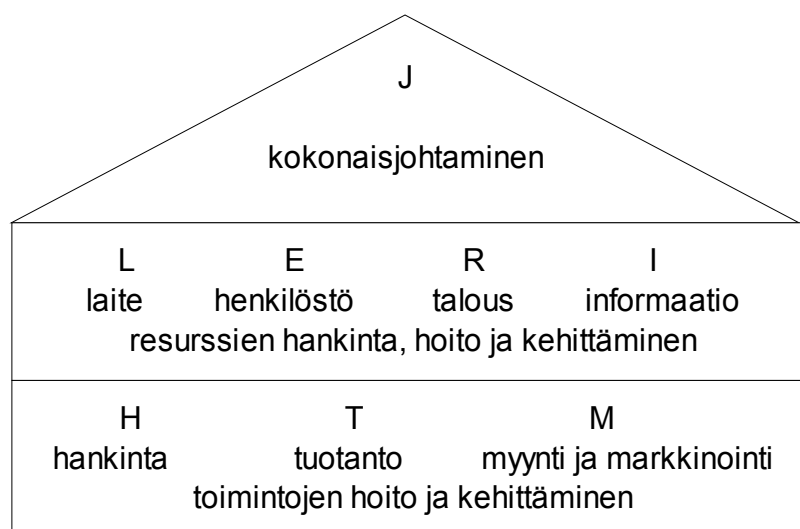 J
kokonaisjohtaminen
L E R I
laite henkilöstö talous informaatio
resurssien hankinta, hoito ja kehittäminen
H T M
hankinta tuotanto myynti ja markkinointi
toimintojen hoito ja kehittäminen